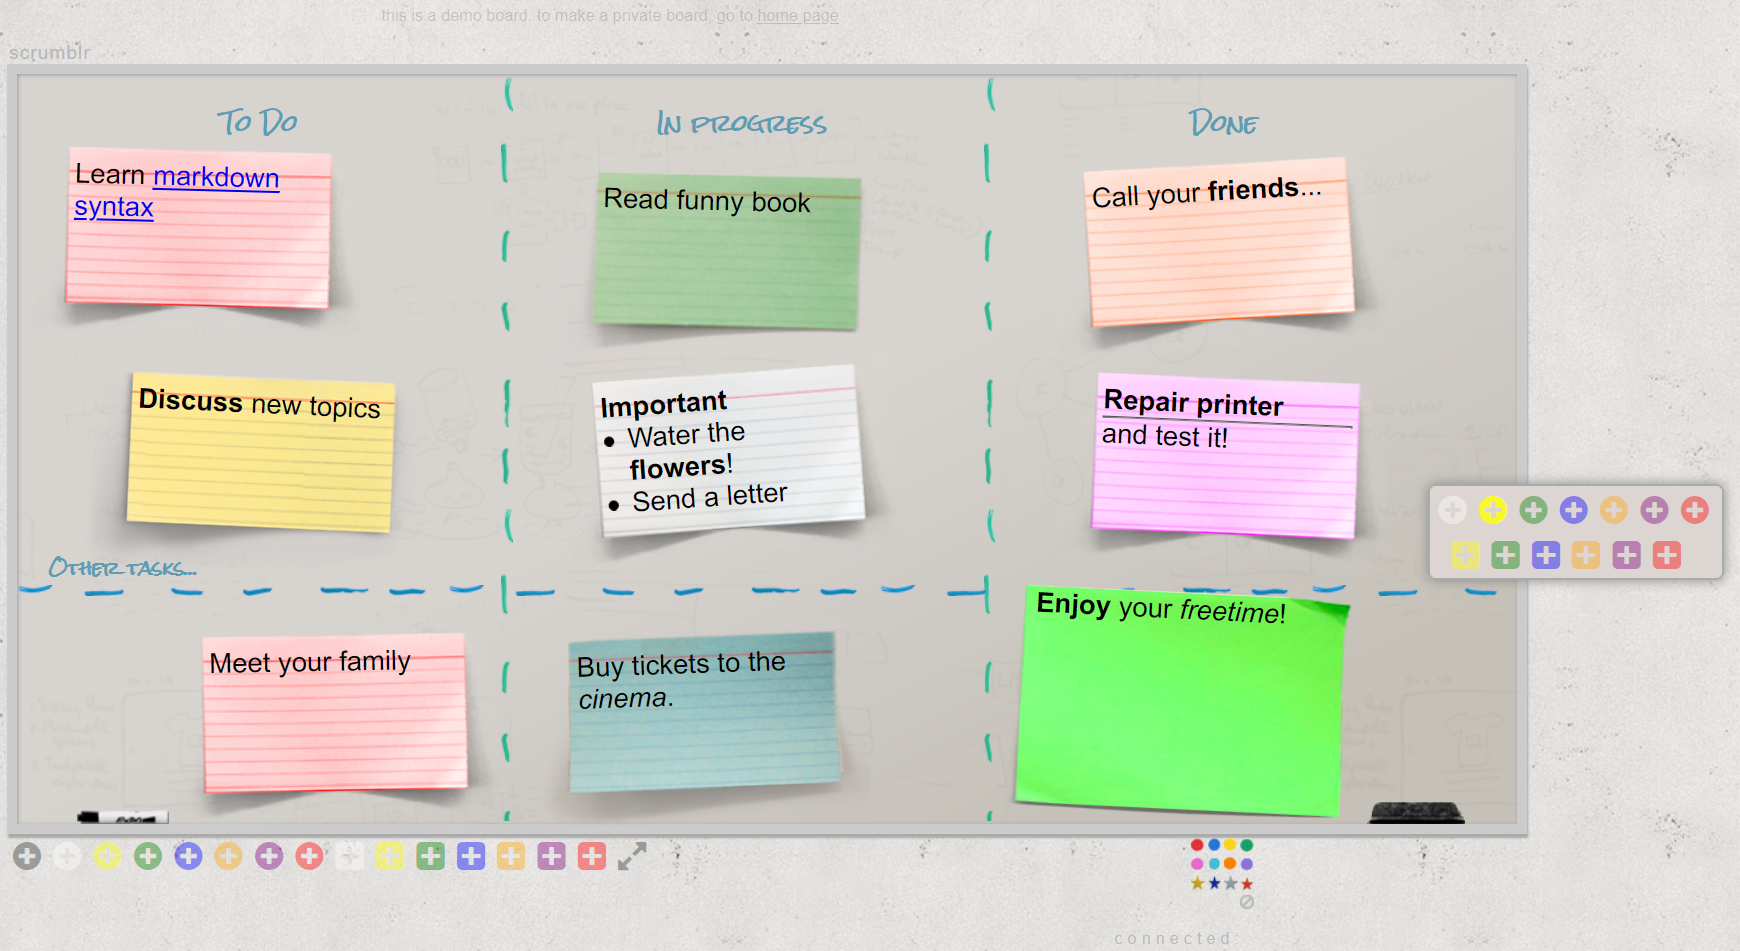 this is a demo board. to make a private board, go to home page
scrumblr
To Do
In progress
Done
Learn markdown
syntax
Read funny book
Call your friends...
Discuss new topics
Important
• Water the
flowers!
• Send a letter
Repair printer
and test it!
Other tasks...
Meet your family
Buy tickets to the
cinema.
Enjoy your freetime!
connected: